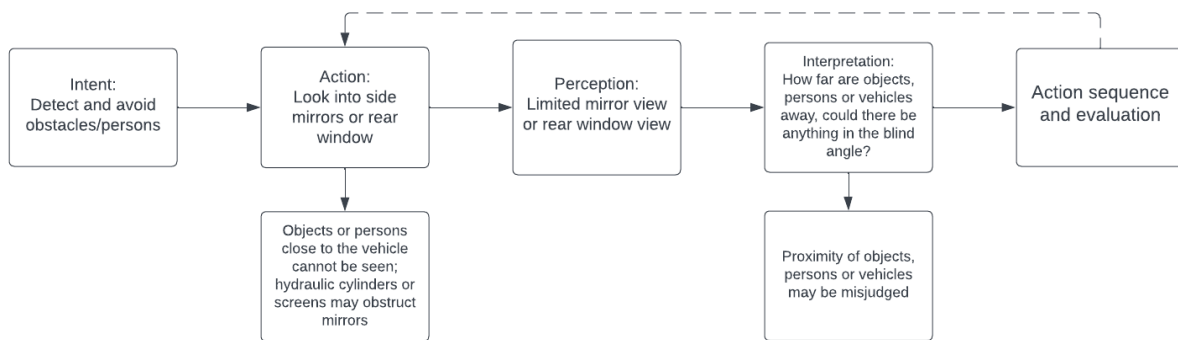 Intent:
Detect and avoid
obstacles/persons
Action:
Look into side
mirrors or rear
window
Perception:
Limited mirror view
or rear window view
Interpretation:
How far are objects,
persons or vehicles
away, could there be
anything in the blind
angle?
Action sequence
and evaluation
Objects or persons
close to the vehicle
cannot be seen;
hydraulic cylinders or
screens may obstruct
mirrors
Proximity of objects,
persons or vehicles
may be misjudged